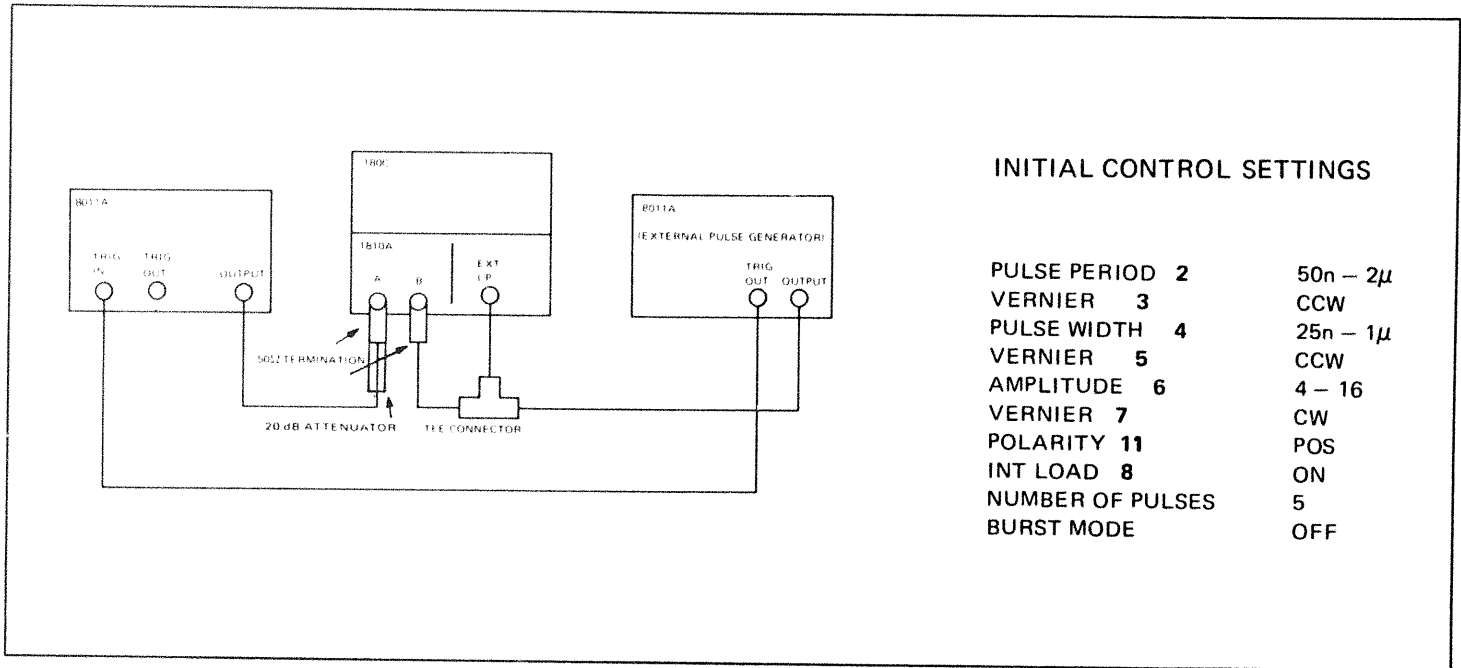 180C
8011A
TRIG IN
TRIG OUT
OUTPUT
1810A
A
B
EXT I/P
8011A
(EXTERNAL PULSE GENERATOR)
TRIG OUT
OUTPUT
50Ω TERMINATION
20 dB ATTENUATOR
TEE CONNECTOR
INITIAL CONTROL SETTINGS
PULSE PERIOD 2 50n – 2μ
VERNIER 3 CCW
PULSE WIDTH 4 25n – 1μ
VERNIER 5 CCW
AMPLITUDE 6 4 – 16
VERNIER 7 CW
POLARITY 11 POS
INT LOAD 8 ON
NUMBER OF PULSES 5
BURST MODE OFF